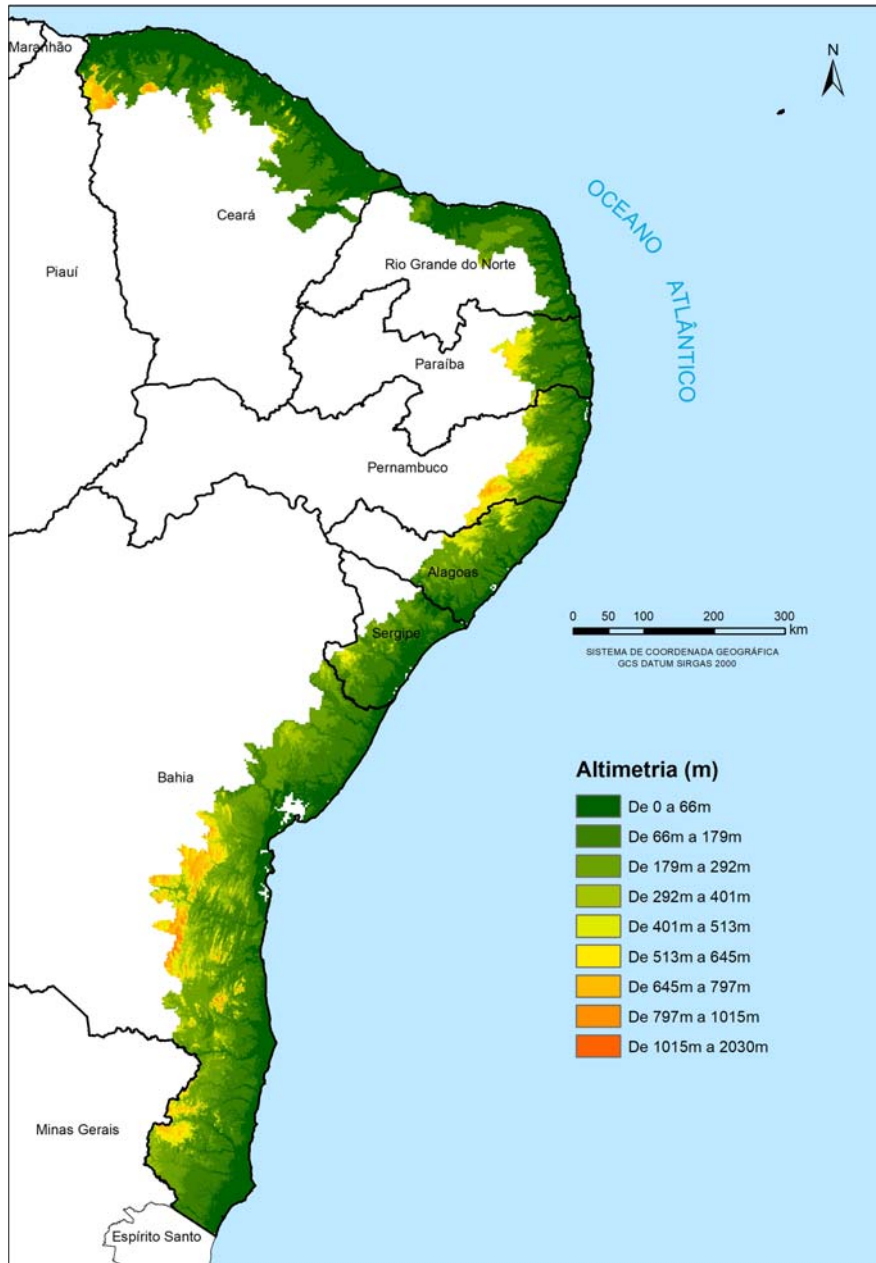 Maranhão
N
OCEANO
ATLÂNTICO
Ceará
Piauí
Rio Grande do Norte
Paraíba
Pernambuco
Alagoas
Sergipe
0 50 100 200 300
km
SISTEMA DE COORDENADA GEOGRÁFICA
GCS DATUM SIRGAS 2000
Bahia
Altimetria (m)
De 0 a 66m
De 66m a 179m
De 179m a 292m
De 292m a 401m
De 401m a 513m
De 513m a 645m
De 645m a 797m
De 797m a 1015m
De 1015m a 2030m
Minas Gerais
Espírito Santo